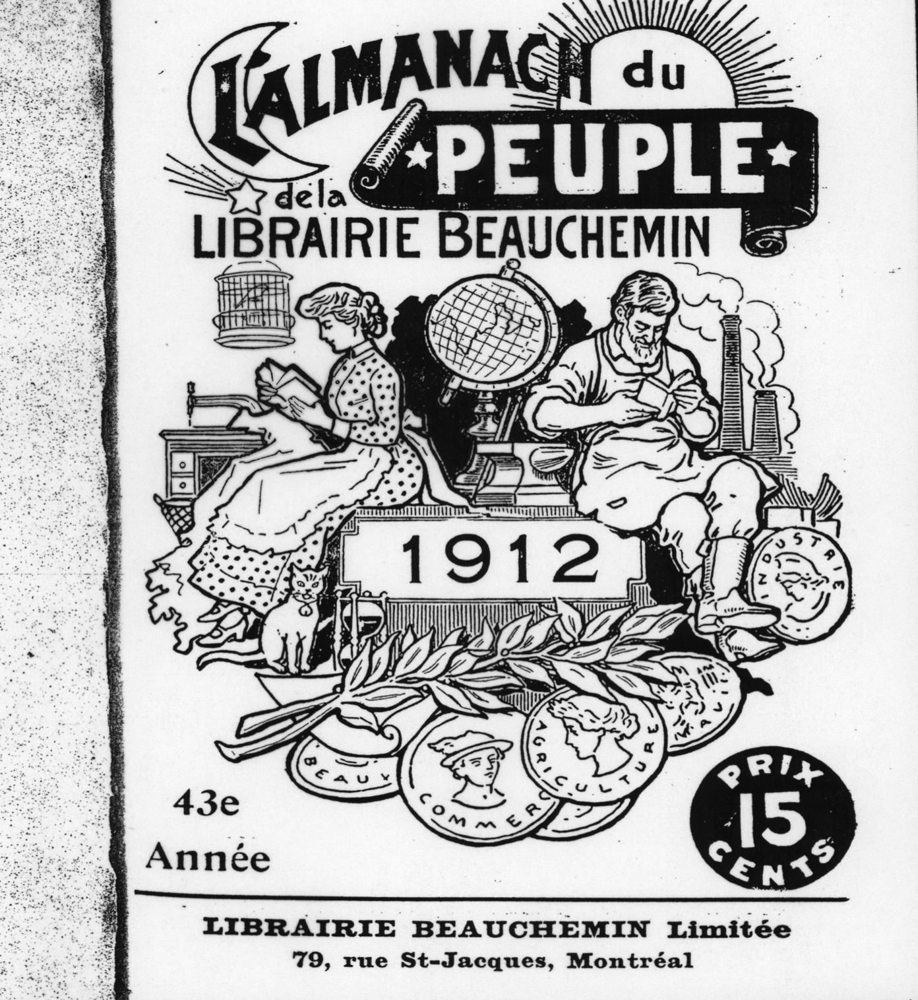 L'ALMANACH du
PEUPLE
de la
LIBRAIRIE BEAUCHEMIN
1912
INDUSTRIE
BEAUX
COMMERC
AGRICULTURE
43e
Année
PRIX
15
CENTS
LIBRAIRIE BEAUCHEMIN Limitée
79, rue St-Jacques, Montréal